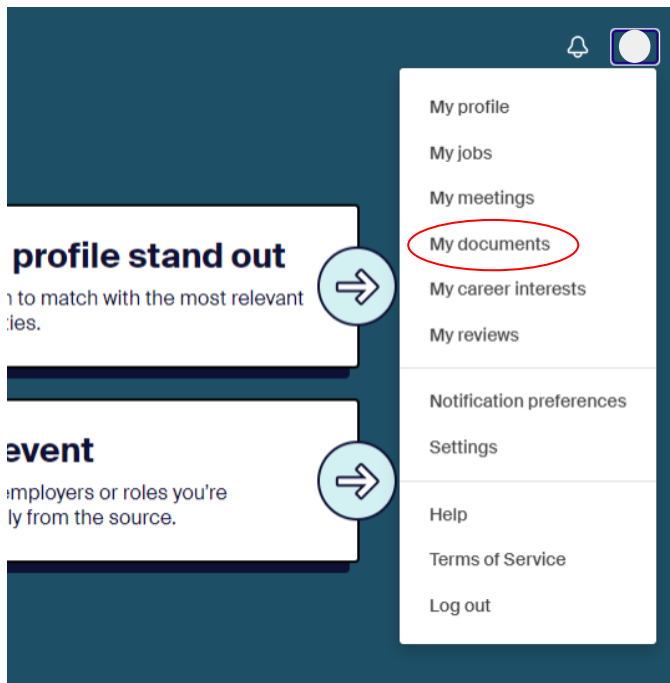 My profile
My jobs
My meetings
My documents
My career interests
My reviews
Notification preferences
Settings
Help
Terms of Service
Log out
profile stand out
to match with the most relevant
ties.
event
employers or roles you're
ly from the source.